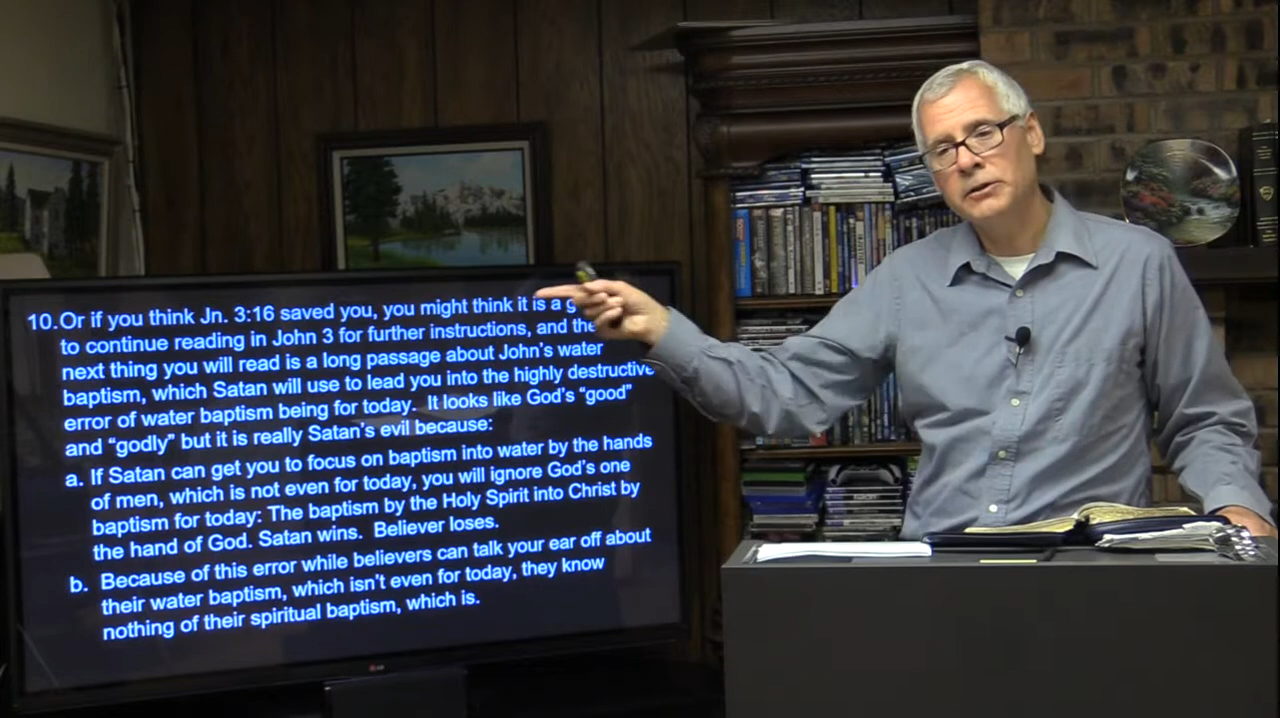 10. Or if you think Jn. 3:16 saved you, you might think it is a
to continue reading in John 3 for further instructions, and the
next thing you will read is a long passage about John's water
baptism, which Satan will use to lead you into the highly destructive
error of water baptism being for today. It looks like God's “good”
and “godly” but it is really Satan's evil because:
a. If Satan can get you to focus on baptism into water by the hands
of men, which is not even for today, you will ignore God's one
baptism for today: The baptism by the Holy Spirit into Christ by
the hand of God. Satan wins. Believer loses.
b. Because of this error while believers can talk your ear off about
their water baptism, which isn't even for today, they know
nothing of their spiritual baptism, which is.
LG